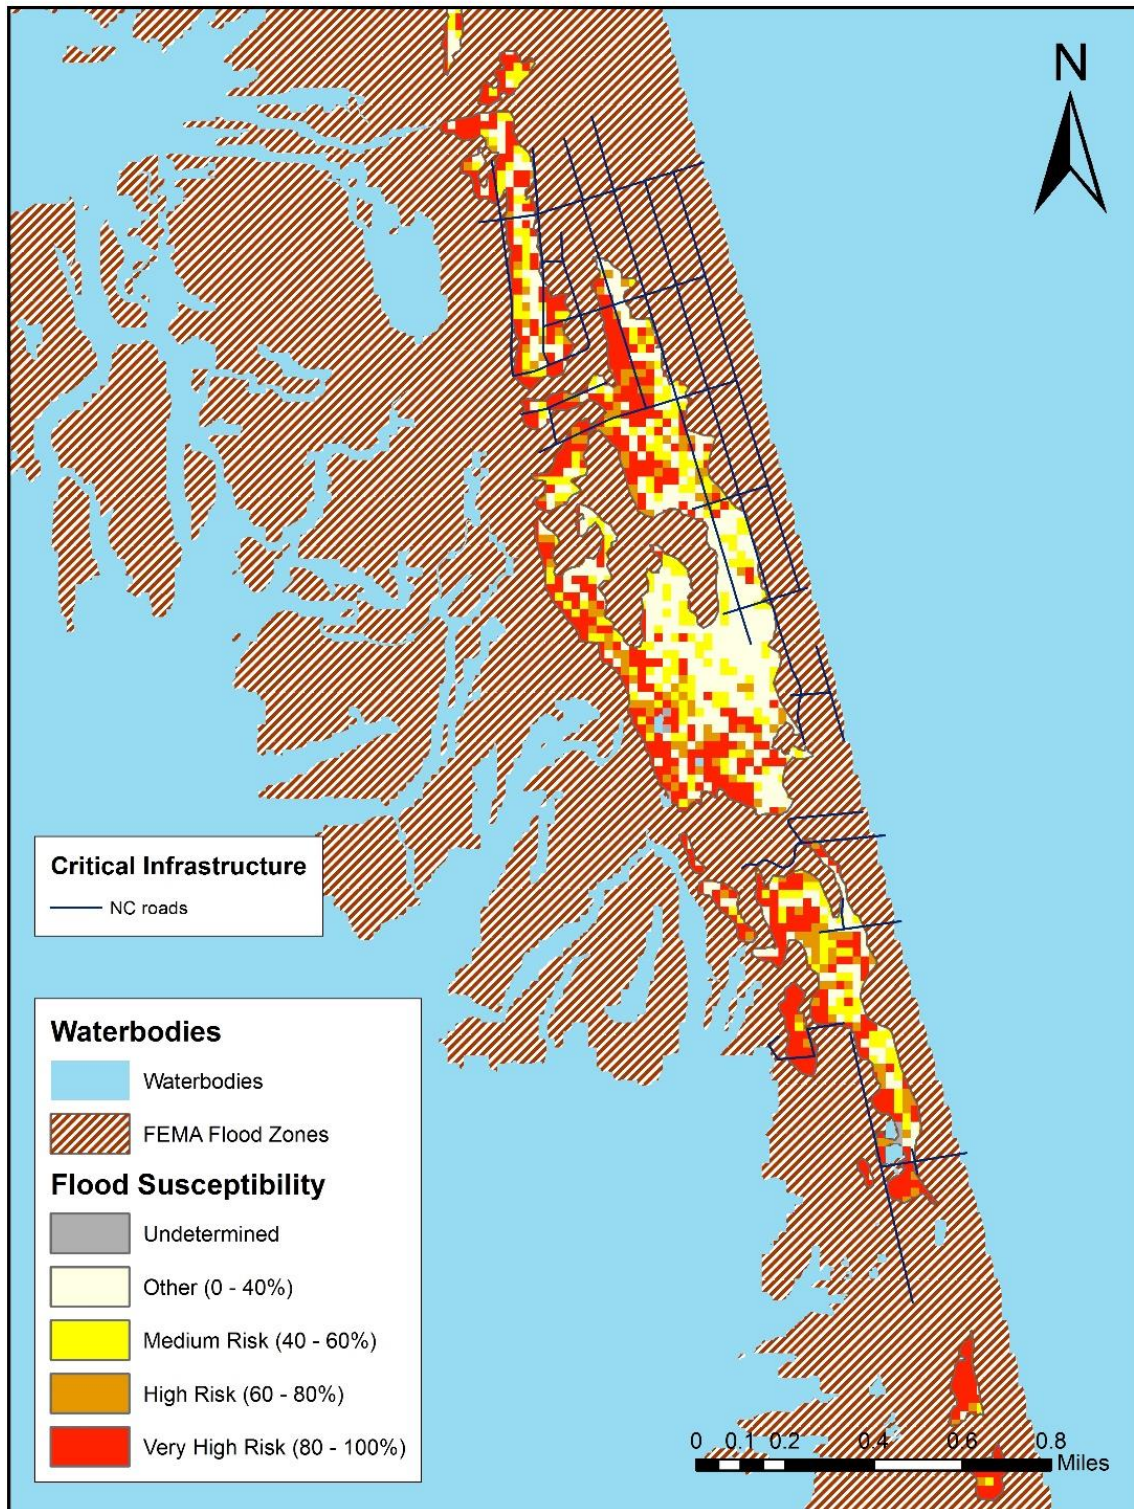 N
Critical Infrastructure
NC roads
Waterbodies
Waterbodies
FEMA Flood Zones
Flood Susceptibility
Undetermined
Other (0 - 40%)
Medium Risk (40 - 60%)
High Risk (60 - 80%)
Very High Risk (80 - 100%)
0 0.1 0.2 0.4 0.6 0.8
Miles